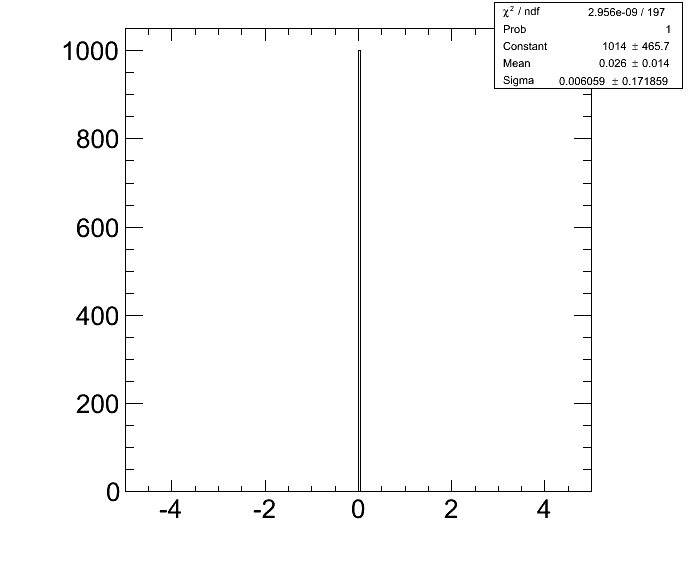 χ² / ndf 2.956e-09 / 197
Prob 1
Constant 1014 ± 465.7
Mean 0.026 ± 0.014
Sigma 0.006059 ± 0.171859
1000
800
600
400
200
0
-4 -2 0 2 4